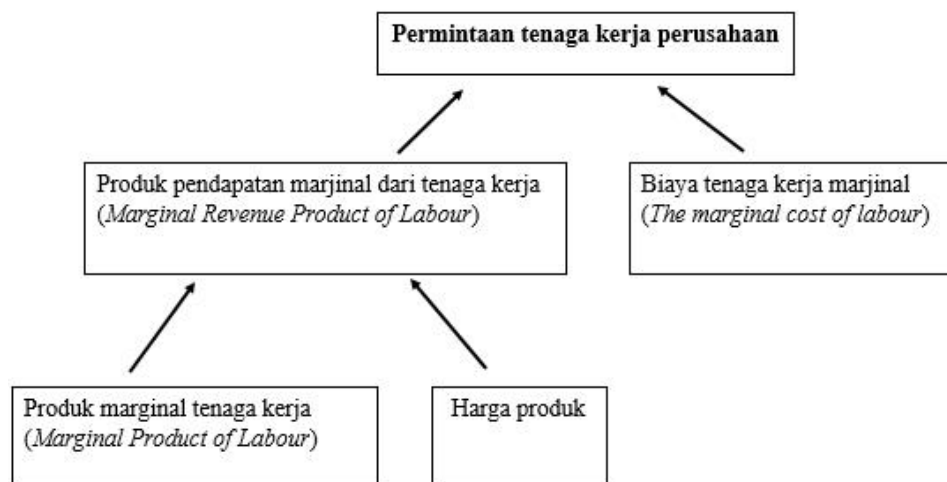 Permintaan tenaga kerja perusahaan
Produk pendapatan marjinal dari tenaga kerja
(Marginal Revenue Product of Labour)
Biaya tenaga kerja marjinal
(The marginal cost of labour)
Produk marginal tenaga kerja
(Marginal Product of Labour)
Harga produk